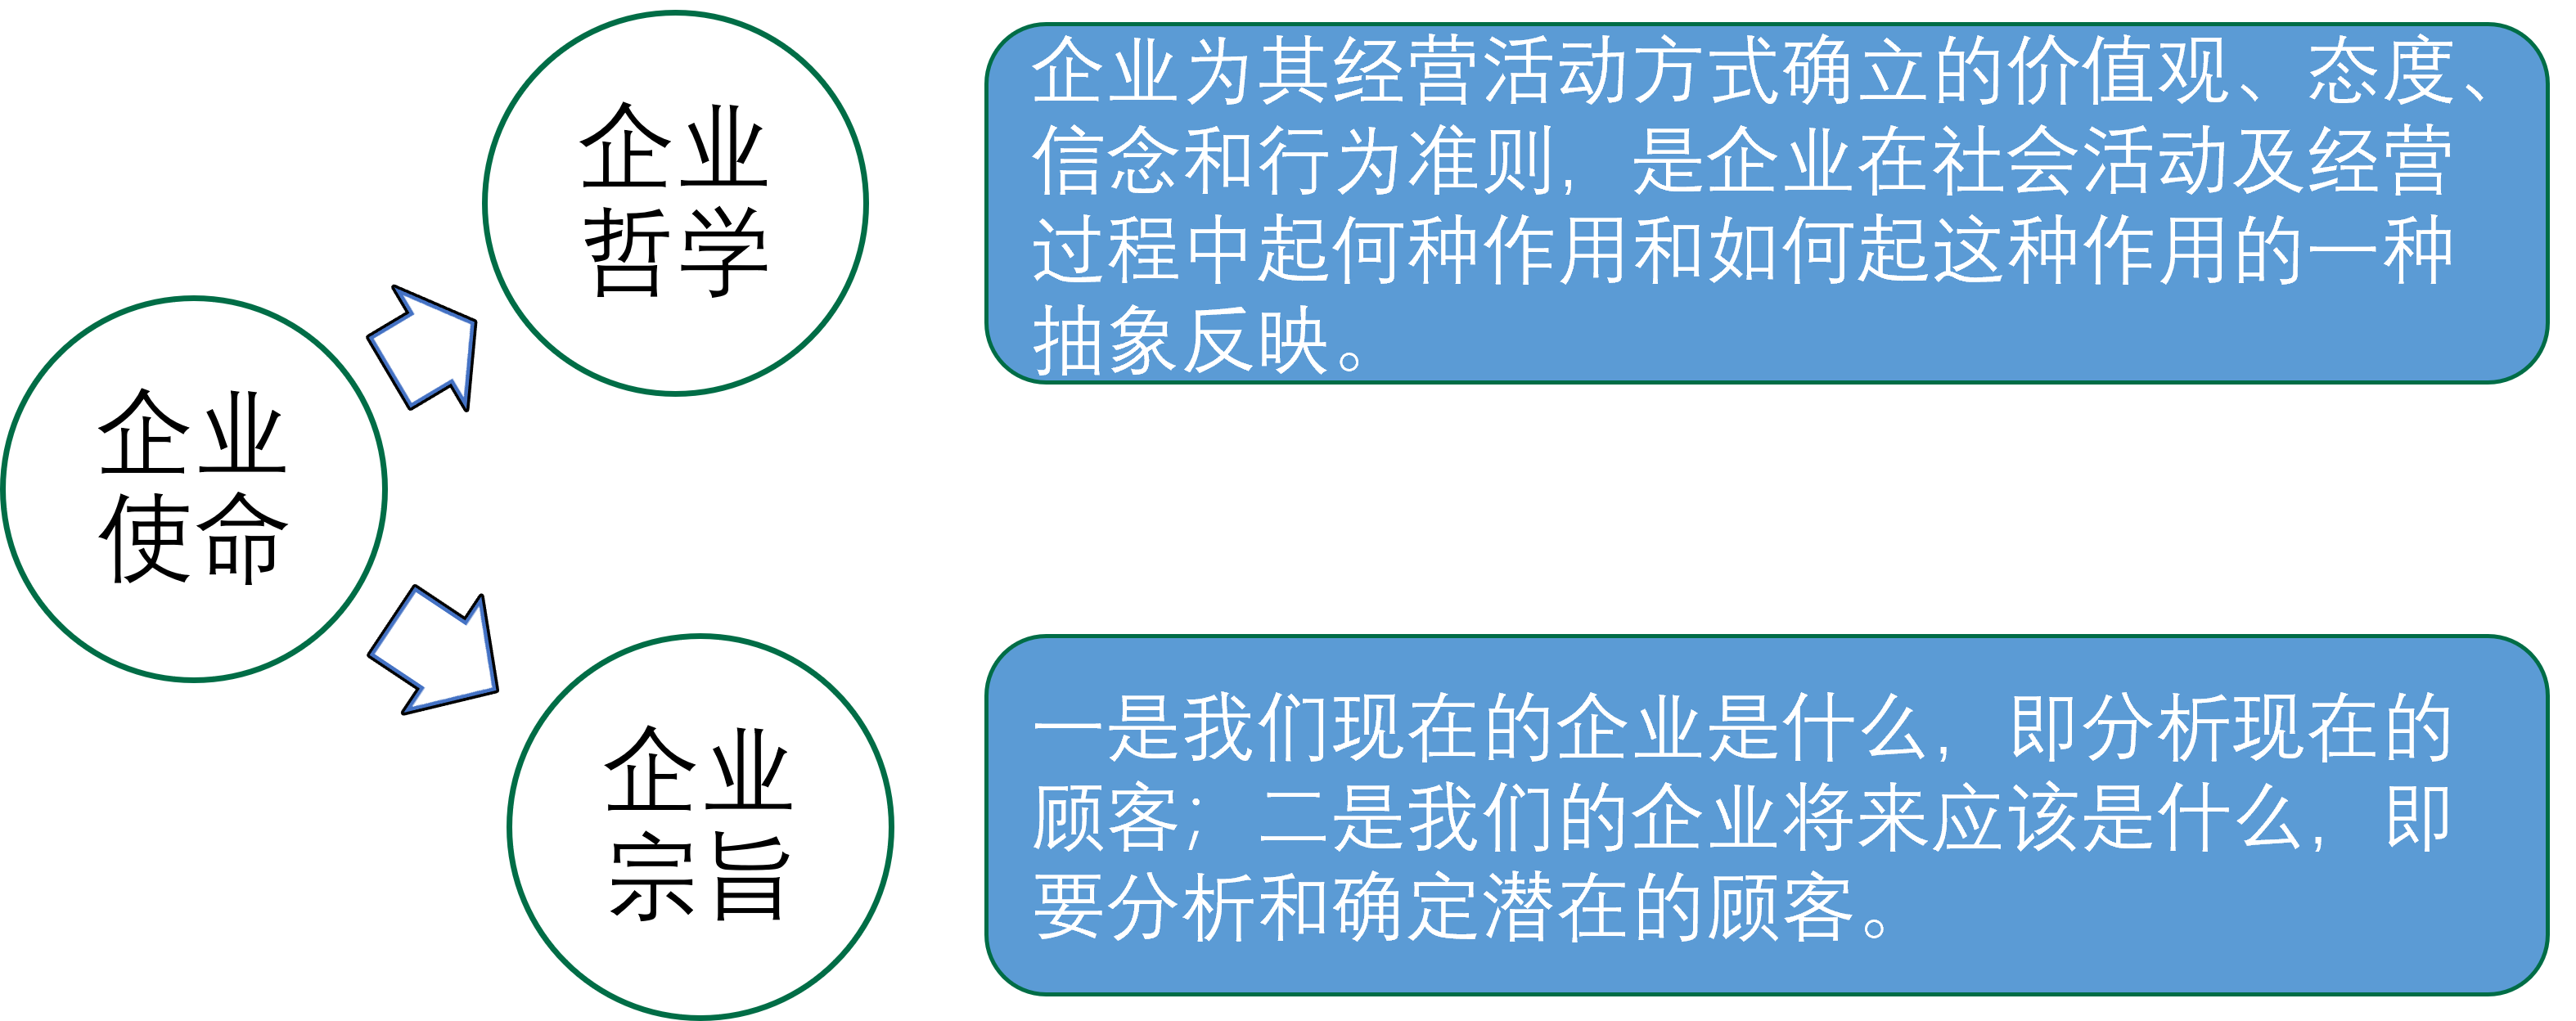 企业
使命
企业
哲学
企业为其经营活动方式确立的价值观、态度、
信念和行为准则，是企业在社会活动及经营
过程中起何种作用和如何起这种作用的一种
抽象反映。
企业
宗旨
一是我们现在的企业是什么，即分析现在的
顾客；二是我们的企业将来应该是什么，即
要分析和确定潜在的顾客。